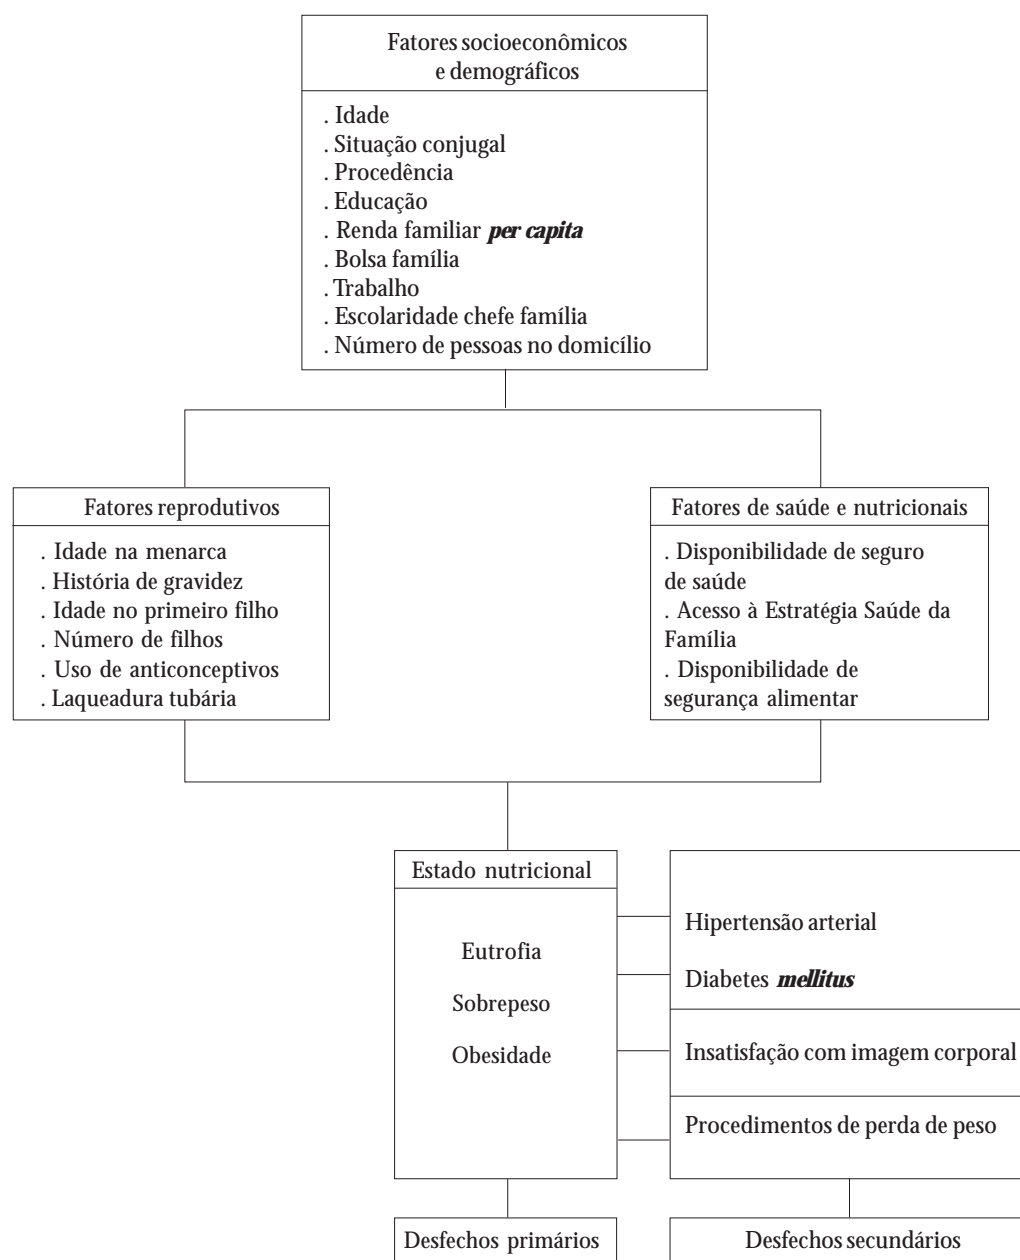 Fatores socioeconômicos
e demográficos
. Idade
. Situação conjugal
. Procedência
. Educação
. Renda familiar per capita
. Bolsa família
. Trabalho
. Escolaridade chefe família
. Número de pessoas no domicílio
Fatores reprodutivos
. Idade na menarca
. História de gravidez
. Idade no primeiro filho
. Número de filhos
. Uso de anticonceptivos
. Laqueadura tubária
Fatores de saúde e nutricionais
. Disponibilidade de seguro
de saúde
. Acesso à Estratégia Saúde da
Família
. Disponibilidade de
segurança alimentar
Estado nutricional
Eutrofia
Sobrepeso
Obesidade
Hipertensão arterial
Diabetes mellitus
Insatisfação com imagem corporal
Procedimentos de perda de peso
Desfechos primários
Desfechos secundários